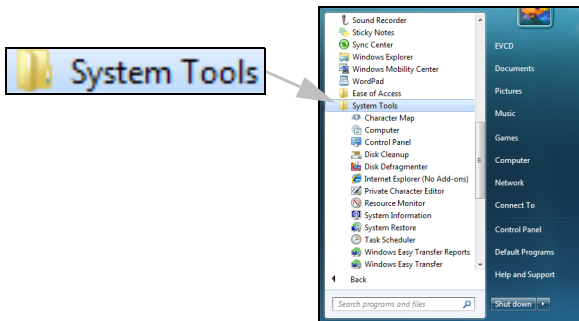 System Tools
Sound Recorder
Sticky Notes
Sync Center
Windows Explorer
Windows Mobility Center
WordPad
Ease of Access
System Tools
Character Map
Computer
Control Panel
Disk Cleanup
Disk Defragmenter
Internet Explorer (No Add-ons)
Private Character Editor
Resource Monitor
System Information
System Restore
Task Scheduler
Windows Easy Transfer Reports
Windows Easy Transfer
Back
Search programs and files
EVCD
Documents
Pictures
Music
Games
Computer
Network
Connect To
Control Panel
Default Programs
Help and Support
Shut down